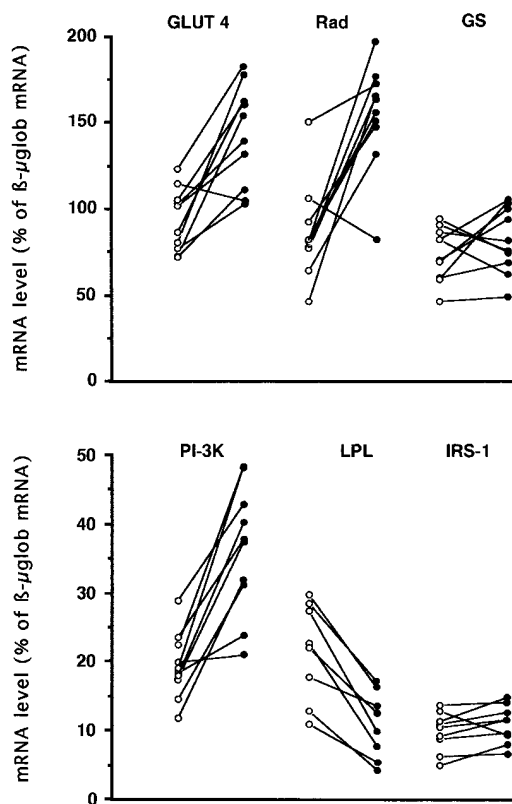 GLUT 4 Rad GS
mRNA level (% of ß-µglob mRNA)
200
150
100
50
0
PI-3K LPL IRS-1
mRNA level (% of ß-µglob mRNA)
50
40
30
20
10
0